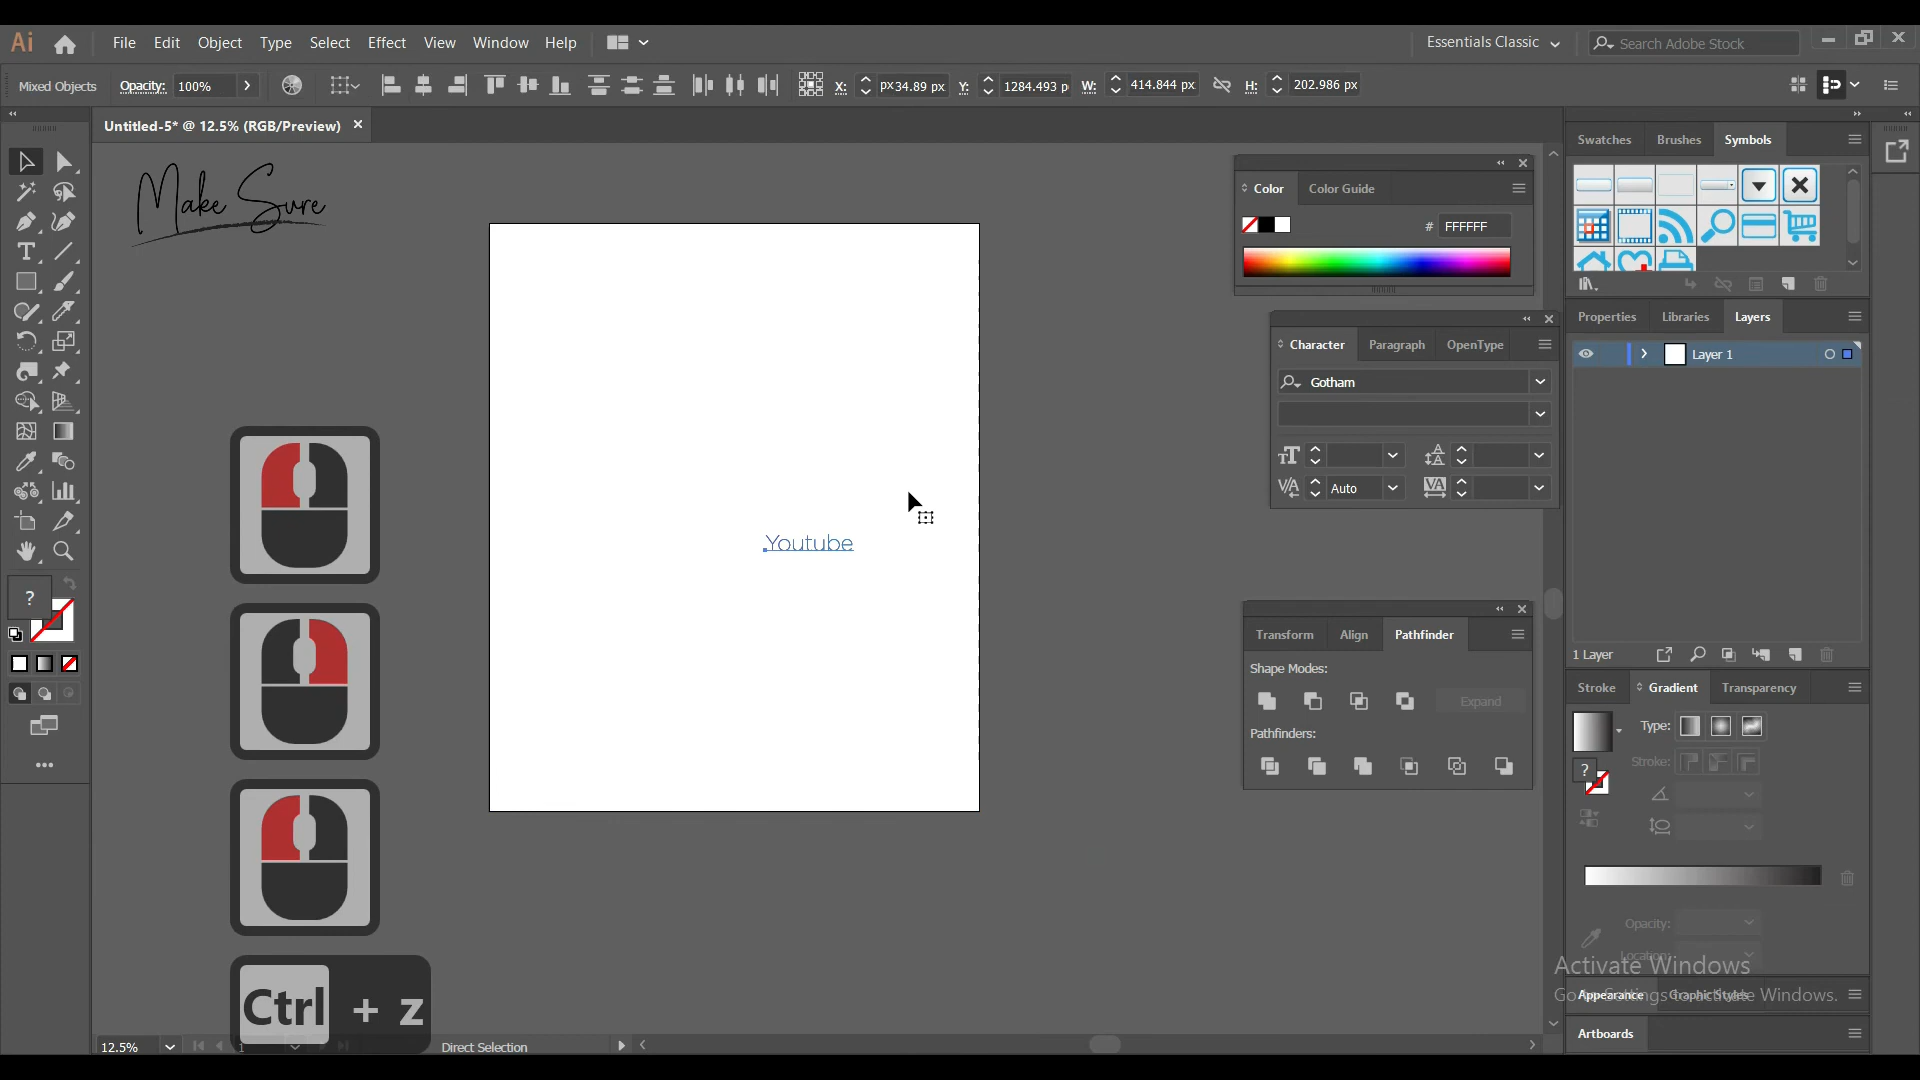 Ai File Edit Object Type Select Effect View Window Help Essentials Classic Search Adobe Stock
Mixed Objects Opacity: 100% X: px34.89 px Y: 1284.493 p W: 414.844 px H: 202.986 px
Untitled-5* @ 12.5% (RGB/Preview)
Make Sure
Youtube
Color Color Guide
# FFFFFF
Character Paragraph OpenType
Gotham
Auto
Transform Align Pathfinder
Shape Modes:
Expand
Pathfinders:
Swatches Brushes Symbols
Properties Libraries Layers
Layer 1
1 Layer
Stroke Gradient Transparency
Type:
Stroke:
Opacity:
Location:
Activate Windows
Go to Settings to activate Windows.
Appearance Graphic Styles
Artboards
?
?
Ctrl + z
12.5% 1 Direct Selection